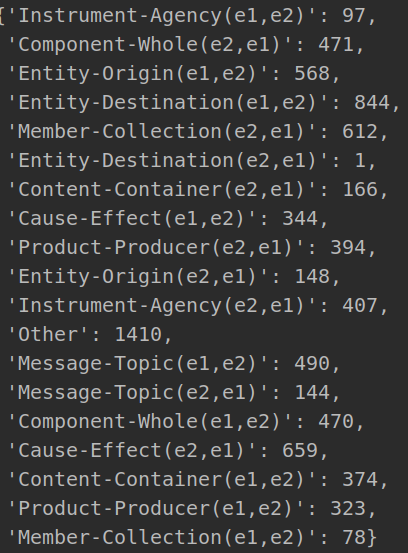 {'Instrument-Agency(e1,e2)': 97,
'Component-Whole(e2,e1)': 471,
'Entity-Origin(e1,e2)': 568,
'Entity-Destination(e1,e2)': 844,
'Member-Collection(e2,e1)': 612,
'Entity-Destination(e2,e1)': 1,
'Content-Container(e2,e1)': 166,
'Cause-Effect(e1,e2)': 344,
'Product-Producer(e2,e1)': 394,
'Entity-Origin(e2,e1)': 148,
'Instrument-Agency(e2,e1)': 407,
'Other': 1410,
'Message-Topic(e1,e2)': 490,
'Message-Topic(e2,e1)': 144,
'Component-Whole(e1,e2)': 470,
'Cause-Effect(e2,e1)': 659,
'Content-Container(e1,e2)': 374,
'Product-Producer(e1,e2)': 323,
'Member-Collection(e1,e2)': 78}